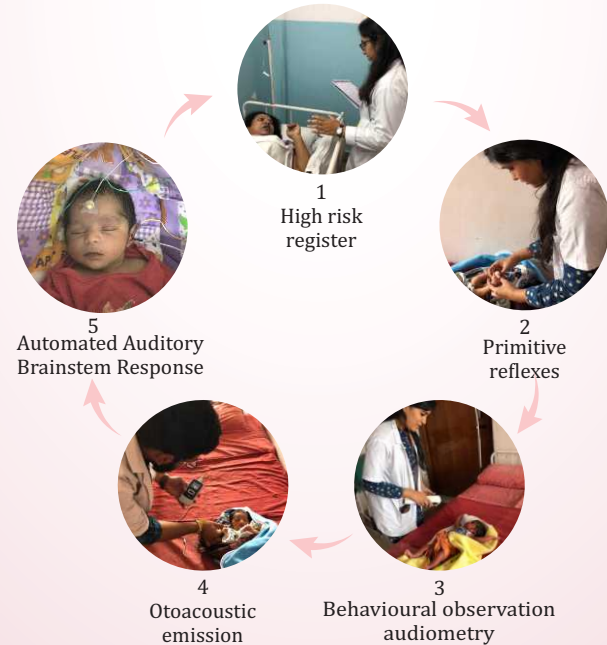 1
High risk
register
2
Primitive
reflexes
3
Behavioural observation
audiometry
4
Otoacoustic
emission
5
Automated Auditory
Brainstem Response